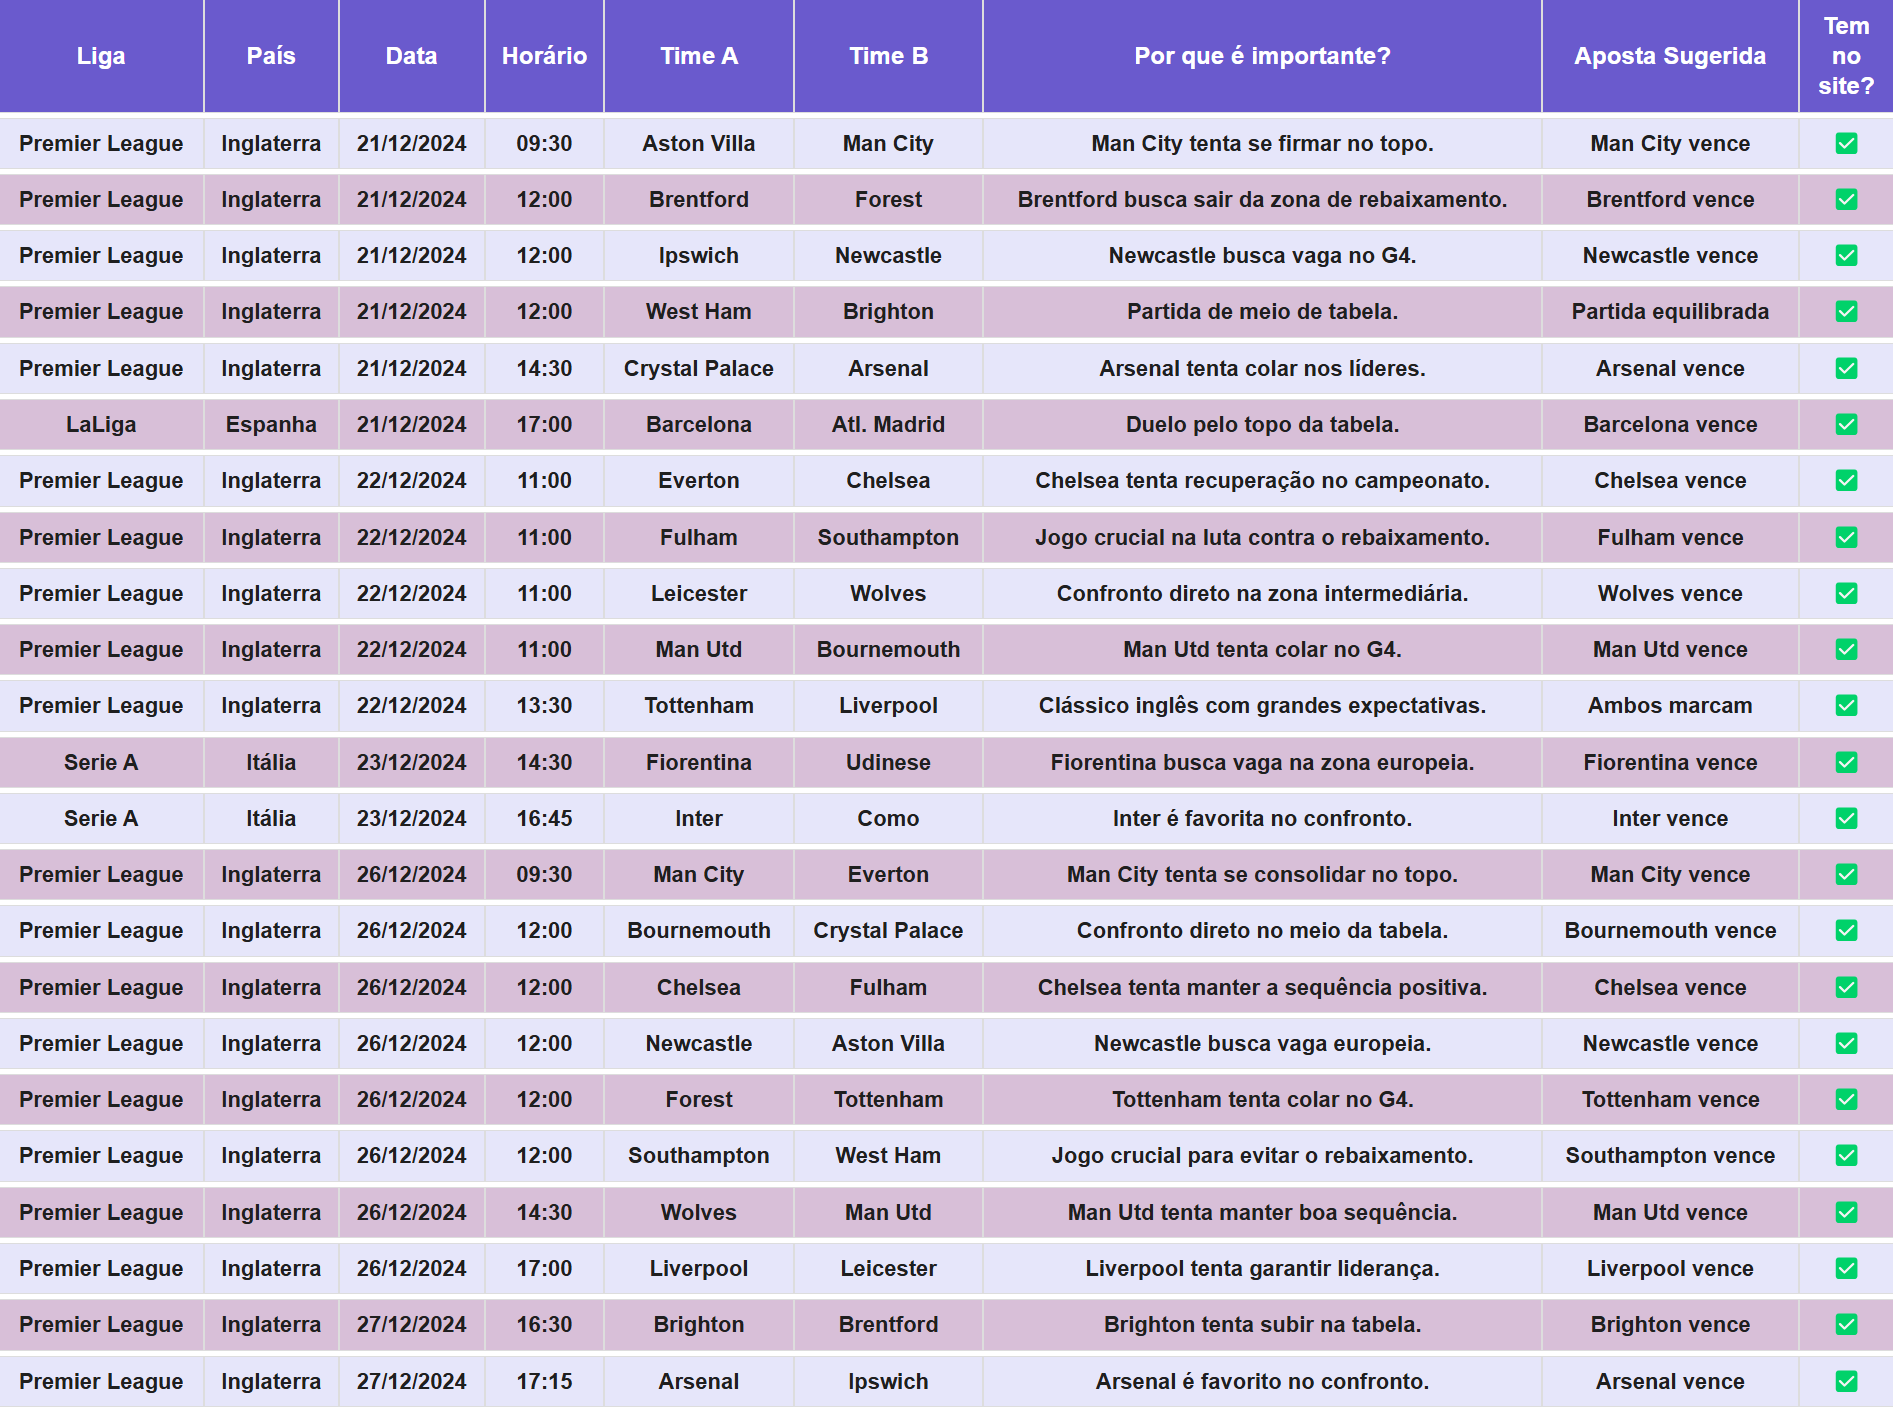 Liga País Data Horário Time A Time B Por que é importante? Aposta Sugerida Tem no site?
Premier League Inglaterra 21/12/2024 09:30 Aston Villa Man City Man City tenta se firmar no topo. Man City vence ✅
Premier League Inglaterra 21/12/2024 12:00 Brentford Forest Brentford busca sair da zona de rebaixamento. Brentford vence ✅
Premier League Inglaterra 21/12/2024 12:00 Ipswich Newcastle Newcastle busca vaga no G4. Newcastle vence ✅
Premier League Inglaterra 21/12/2024 12:00 West Ham Brighton Partida de meio de tabela. Partida equilibrada ✅
Premier League Inglaterra 21/12/2024 14:30 Crystal Palace Arsenal Arsenal tenta colar nos líderes. Arsenal vence ✅
LaLiga Espanha 21/12/2024 17:00 Barcelona Atl. Madrid Duelo pelo topo da tabela. Barcelona vence ✅
Premier League Inglaterra 22/12/2024 11:00 Everton Chelsea Chelsea tenta recuperação no campeonato. Chelsea vence ✅
Premier League Inglaterra 22/12/2024 11:00 Fulham Southampton Jogo crucial na luta contra o rebaixamento. Fulham vence ✅
Premier League Inglaterra 22/12/2024 11:00 Leicester Wolves Confronto direto na zona intermediária. Wolves vence ✅
Premier League Inglaterra 22/12/2024 11:00 Man Utd Bournemouth Man Utd tenta colar no G4. Man Utd vence ✅
Premier League Inglaterra 22/12/2024 13:30 Tottenham Liverpool Clássico inglês com grandes expectativas. Ambos marcam ✅
Serie A Itália 23/12/2024 14:30 Fiorentina Udinese Fiorentina busca vaga na zona europeia. Fiorentina vence ✅
Serie A Itália 23/12/2024 16:45 Inter Como Inter é favorita no confronto. Inter vence ✅
Premier League Inglaterra 26/12/2024 09:30 Man City Everton Man City tenta se consolidar no topo. Man City vence ✅
Premier League Inglaterra 26/12/2024 12:00 Bournemouth Crystal Palace Confronto direto no meio da tabela. Bournemouth vence ✅
Premier League Inglaterra 26/12/2024 12:00 Chelsea Fulham Chelsea tenta manter a sequência positiva. Chelsea vence ✅
Premier League Inglaterra 26/12/2024 12:00 Newcastle Aston Villa Newcastle busca vaga europeia. Newcastle vence ✅
Premier League Inglaterra 26/12/2024 12:00 Forest Tottenham Tottenham tenta colar no G4. Tottenham vence ✅
Premier League Inglaterra 26/12/2024 12:00 Southampton West Ham Jogo crucial para evitar o rebaixamento. Southampton vence ✅
Premier League Inglaterra 26/12/2024 14:30 Wolves Man Utd Man Utd tenta manter boa sequência. Man Utd vence ✅
Premier League Inglaterra 26/12/2024 17:00 Liverpool Leicester Liverpool tenta garantir liderança. Liverpool vence ✅
Premier League Inglaterra 27/12/2024 16:30 Brighton Brentford Brighton tenta subir na tabela. Brighton vence ✅
Premier League Inglaterra 27/12/2024 17:15 Arsenal Ipswich Arsenal é favorito no confronto. Arsenal vence ✅